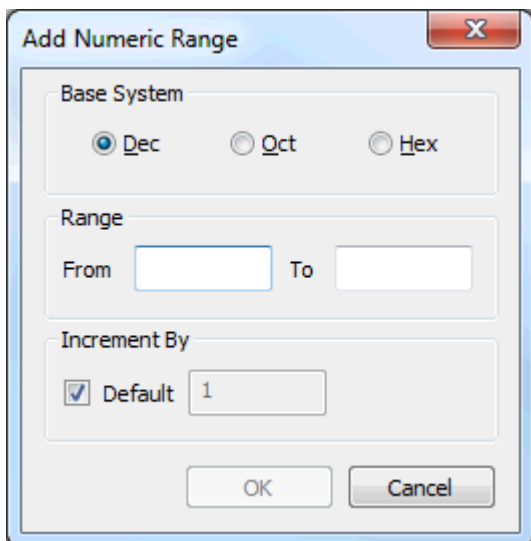 Add Numeric Range
Base System
Dec Oct Hex
Range
From To
Increment By
Default 1
OK Cancel